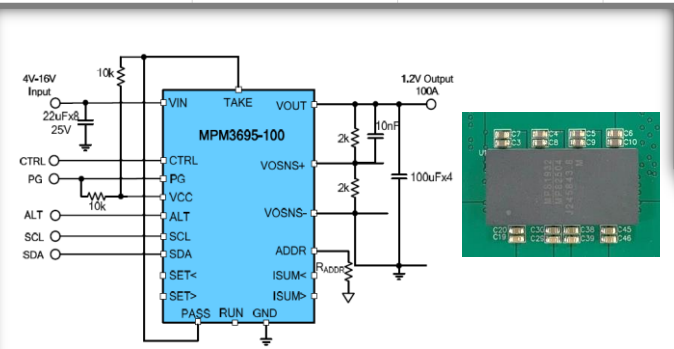 4V-16V
Input
22uFx8
25V
10k
VIN
TAKE
VOUT
MPM3695-100
1.2V Output
100A
10nF
2k
VOSNS+
2k
100uFx4
VOSNS-
CTRL
CTRL
PG
PG
10k
VCC
ALT
ALT
SCL
SCL
SDA
SDA
ADDR
RADDR
SET<
ISUM<
SET>
ISUM>
PASS
RUN
GND
C7
C4
C5
C6
C3
C8
C9
C10
M
C20
C30
C38
C45
C19
C29
C39
C46